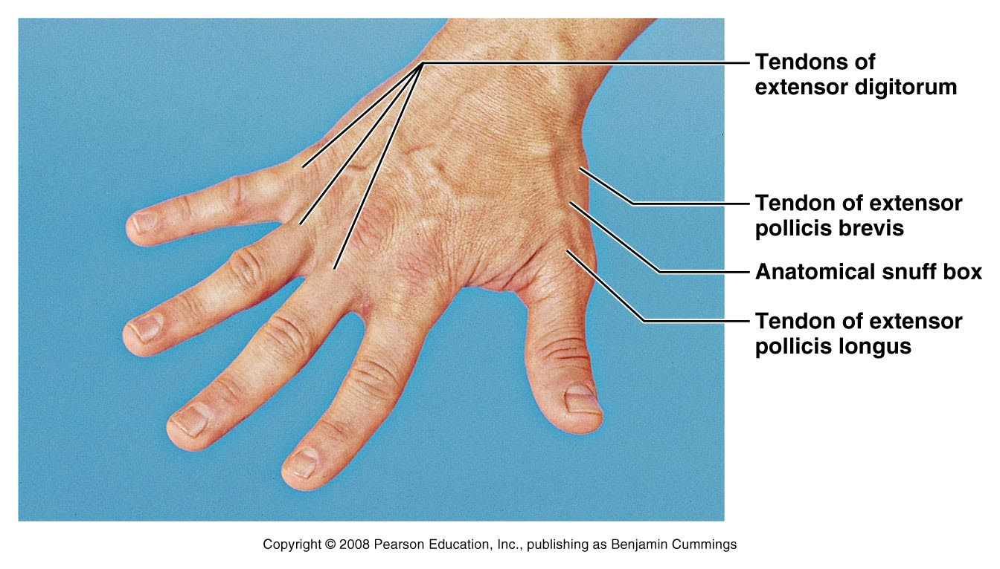 Tendons of
extensor digitorum
Tendon of extensor
pollicis brevis
Anatomical snuff box
Tendon of extensor
pollicis longus
Copyright © 2008 Pearson Education, Inc., publishing as Benjamin Cummings